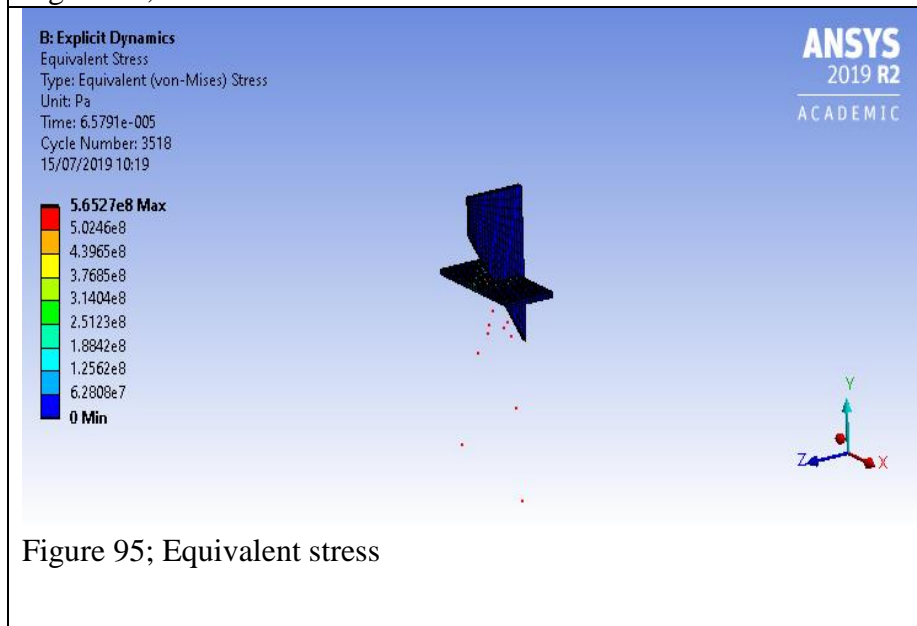 B: Explicit Dynamics
Equivalent Stress
Type: Equivalent (von-Mises) Stress
Unit: Pa
Time: 6.5791e-005
Cycle Number: 3518
15/07/2019 10:19
5.6527e8 Max
5.0246e8
4.3965e8
3.7685e8
3.1404e8
2.5123e8
1.8842e8
1.2562e8
6.2808e7
0 Min
ANSYS
2019 R2
ACADEMIC
Y
Z
X
Figure 95; Equivalent stress